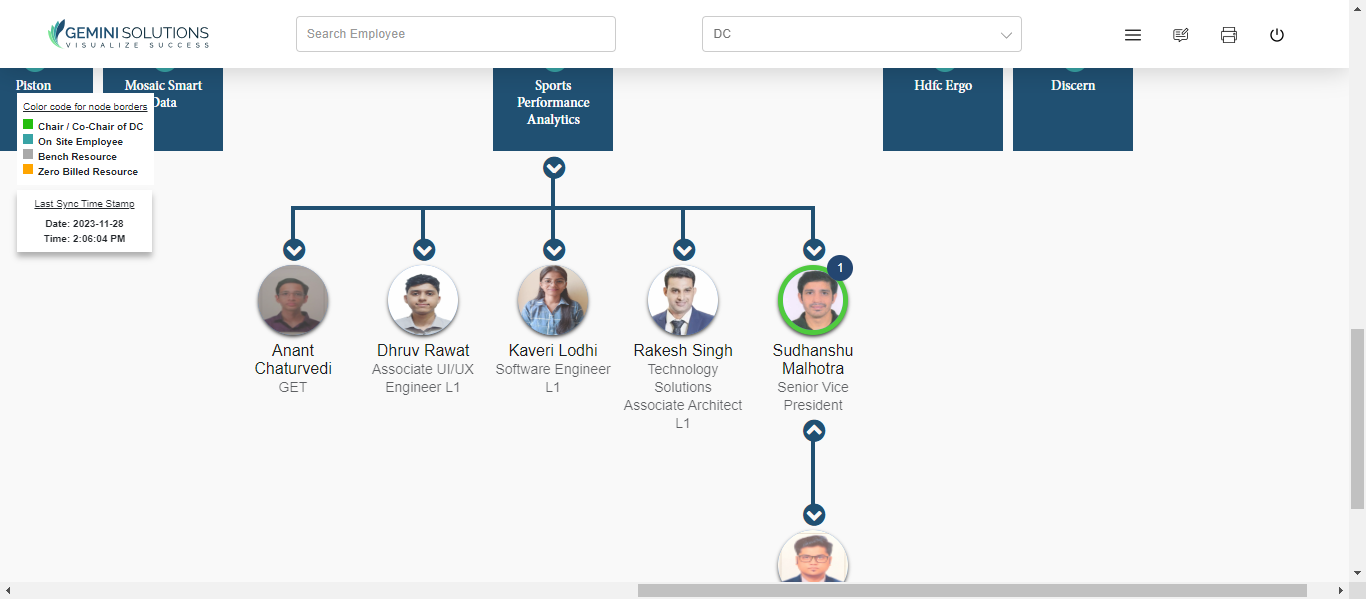 GEMINI SOLUTIONS
VISUALIZE SUCCESS
Search Employee
DC
Piston
Mosaic Smart
Data
Sports
Performance
Analytics
Hdfc Ergo
Discern
Color code for node borders
Chair / Co-Chair of DC
On Site Employee
Bench Resource
Zero Billed Resource
Last Sync Time Stamp
Date: 2023-11-28
Time: 2:06:04 PM
1
Anant
Chaturvedi
GET
Dhruv Rawat
Associate UI/UX
Engineer L1
Kaveri Lodhi
Software Engineer
L1
Rakesh Singh
Technology
Solutions
Associate Architect
L1
Sudhanshu
Malhotra
Senior Vice
President